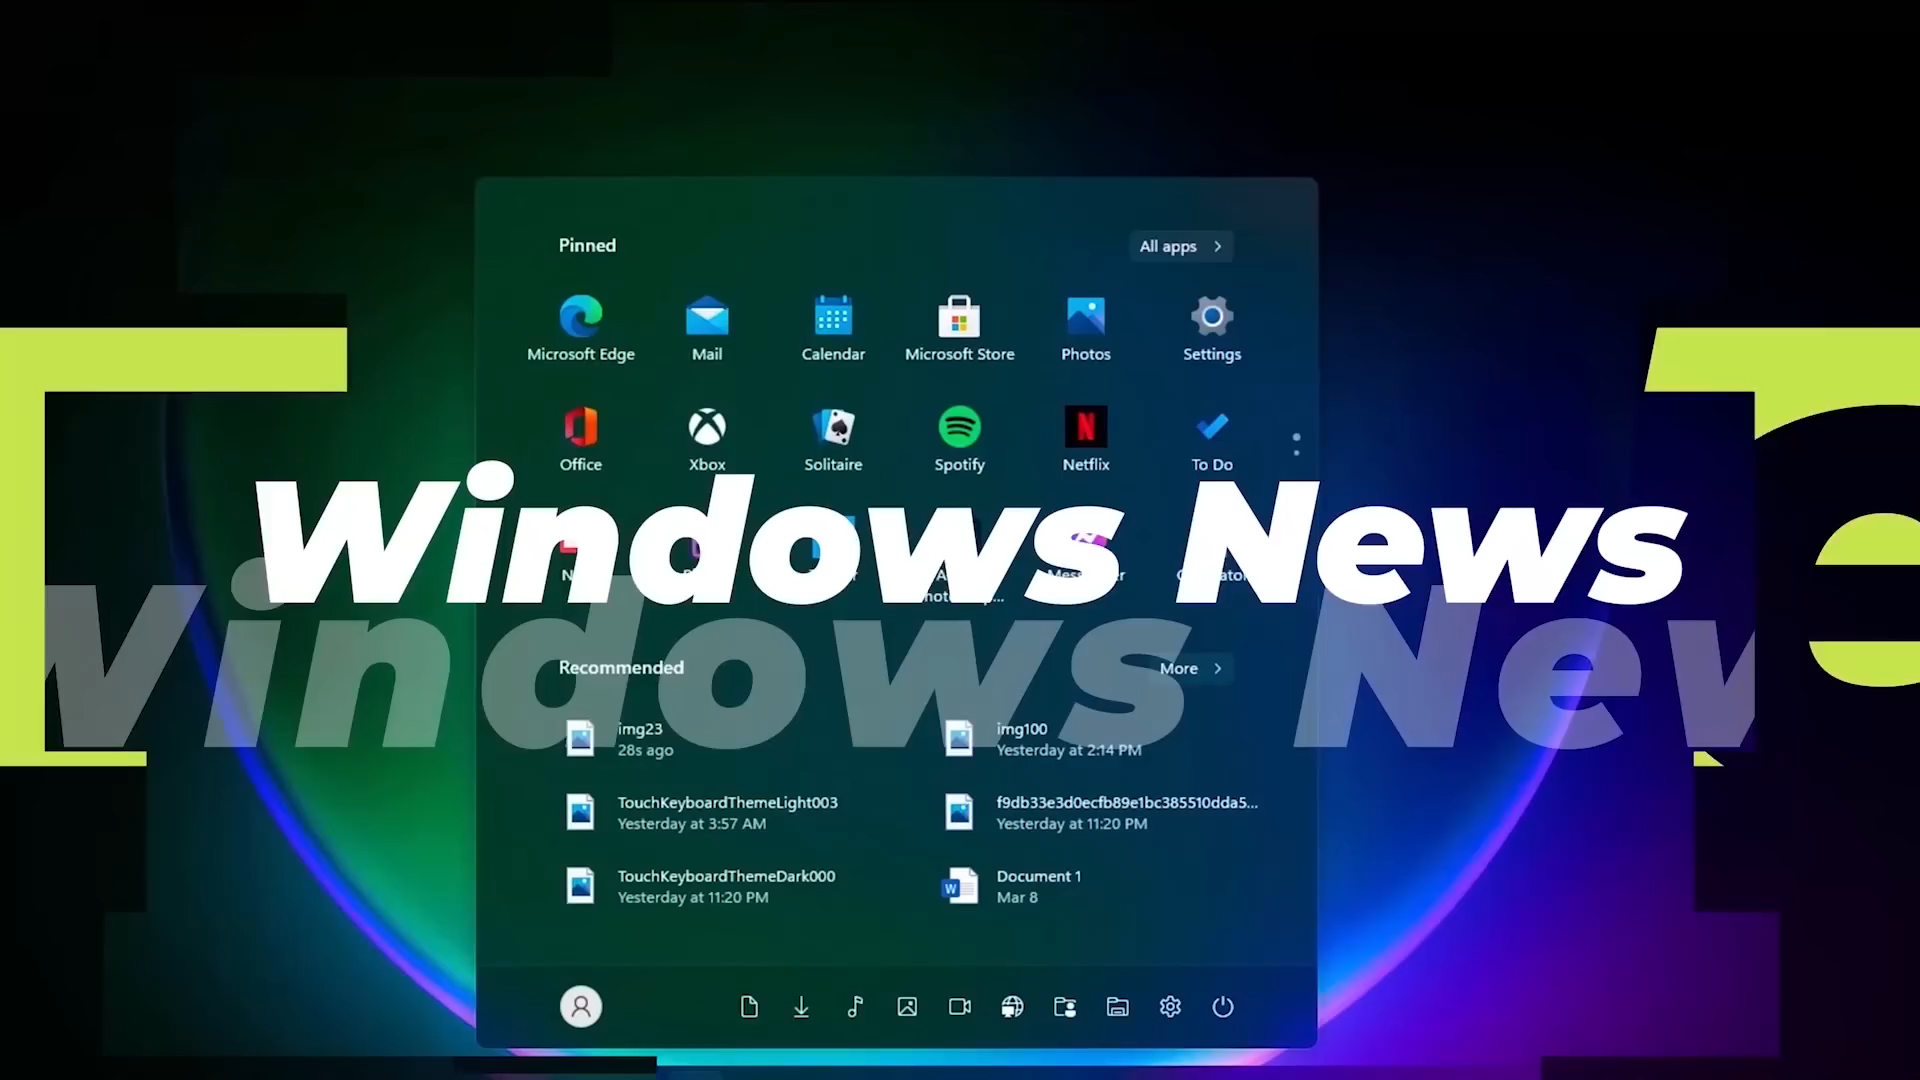 Pinned
All apps
Microsoft Edge
Mail
Calendar
Microsoft Store
Photos
Settings
Office
Xbox
Solitaire
Spotify
Netflix
To Do
Windows News
Windows New
Recommended
More
img23
28s ago
img100
Yesterday at 2:14 PM
TouchKeyboardThemeLight003
Yesterday at 3:57 AM
f9db33e3d0ecfb89e1bc385510dda5...
Yesterday at 11:20 PM
TouchKeyboardThemeDark000
Yesterday at 11:20 PM
Document 1
Mar 8